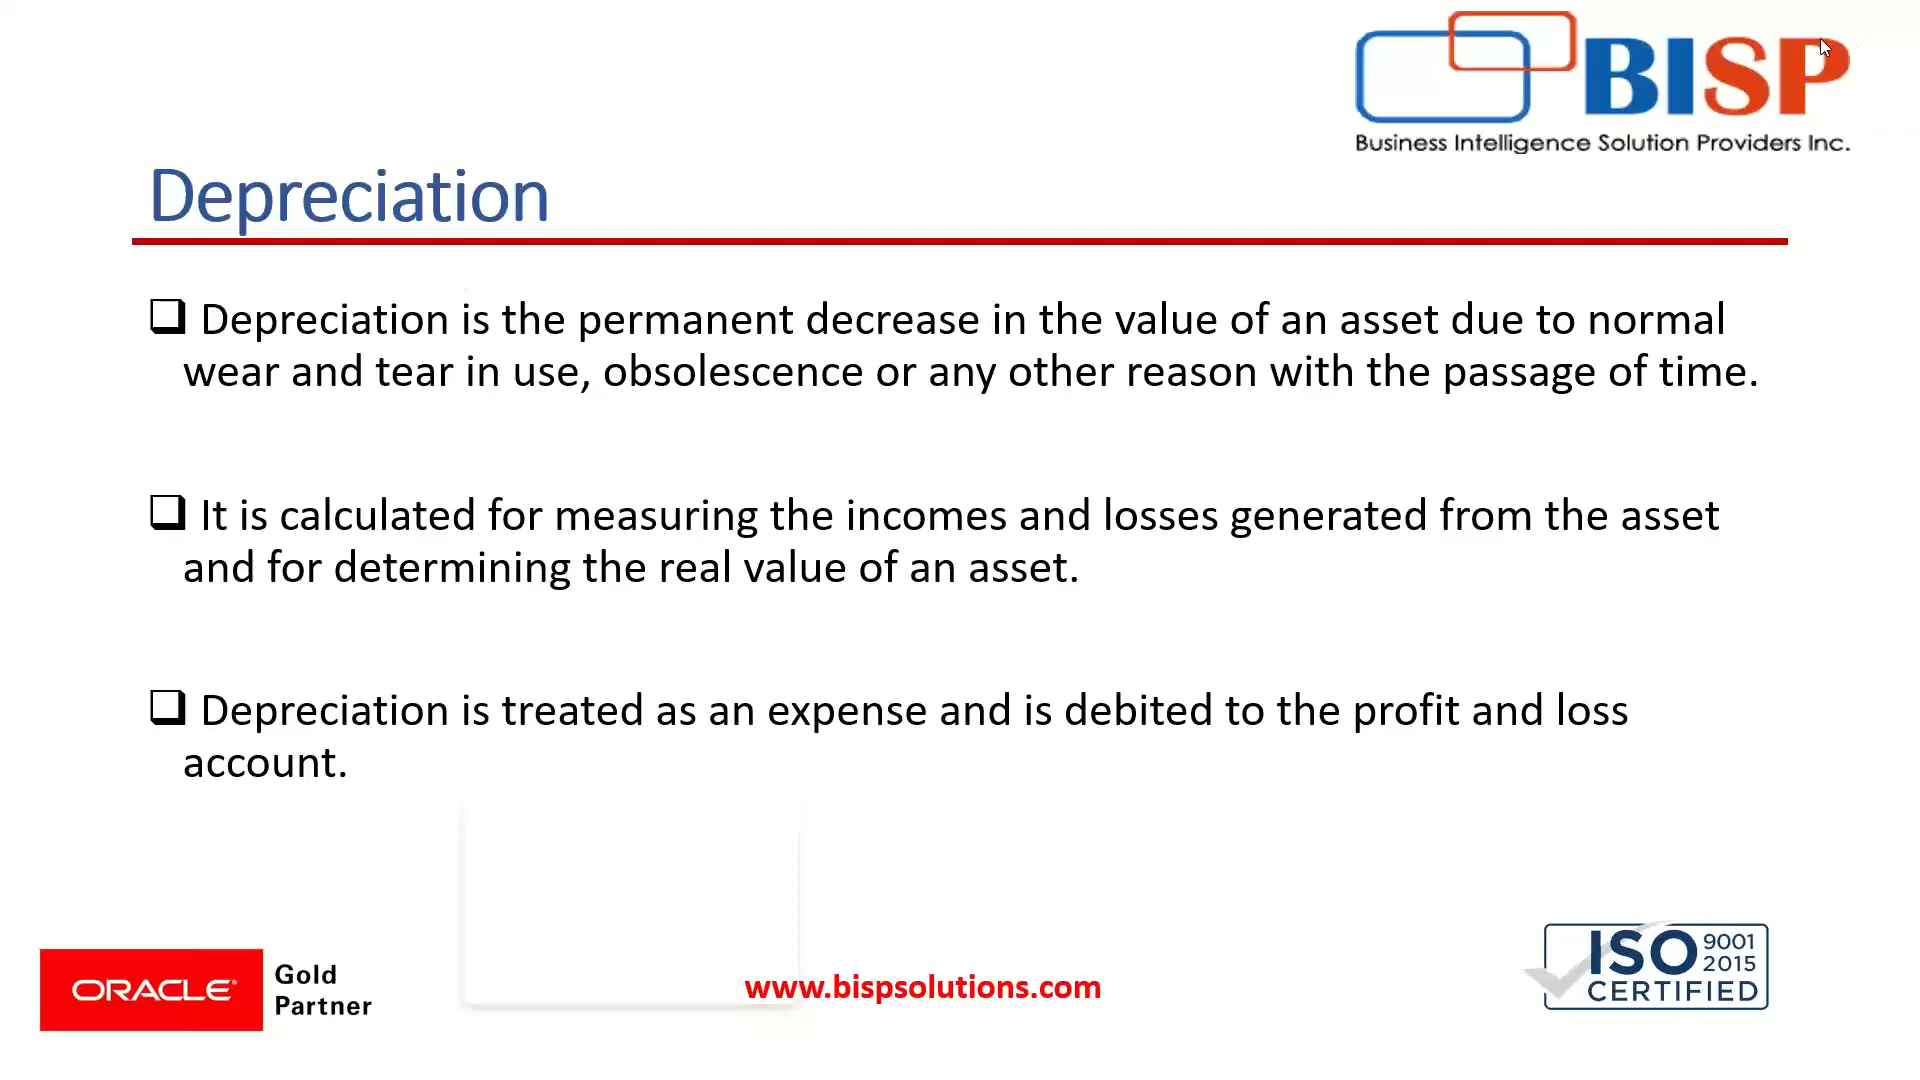 BISP
Business Intelligence Solution Providers Inc.
Depreciation
Depreciation is the permanent decrease in the value of an asset due to normal
wear and tear in use, obsolescence or any other reason with the passage of time.
It is calculated for measuring the incomes and losses generated from the asset
and for determining the real value of an asset.
Depreciation is treated as an expense and is debited to the profit and loss
account.
ORACLE® Gold
Partner
www.bispsolutions.com
ISO 9001
2015
CERTIFIED